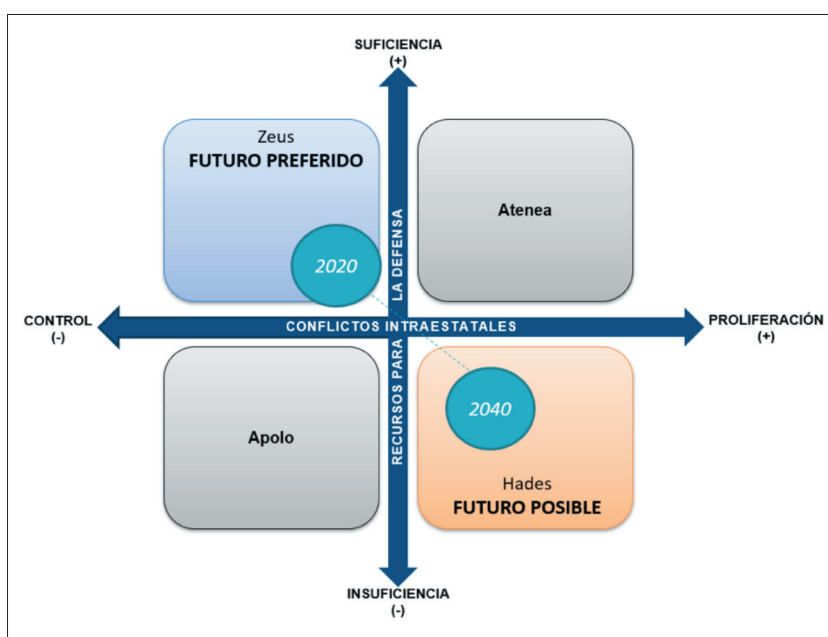 SUFICIENCIA
(+)
Zeus
FUTURO PREFERIDO
Atenea
2020
RECURSOS PARA LA DEFENSA
CONTROL
(-)
CONFLICTOS INTRAESTATALES
PROLIFERACIÓN
(+)
Apolo
2040
Hades
FUTURO POSIBLE
INSUFICIENCIA
(-)